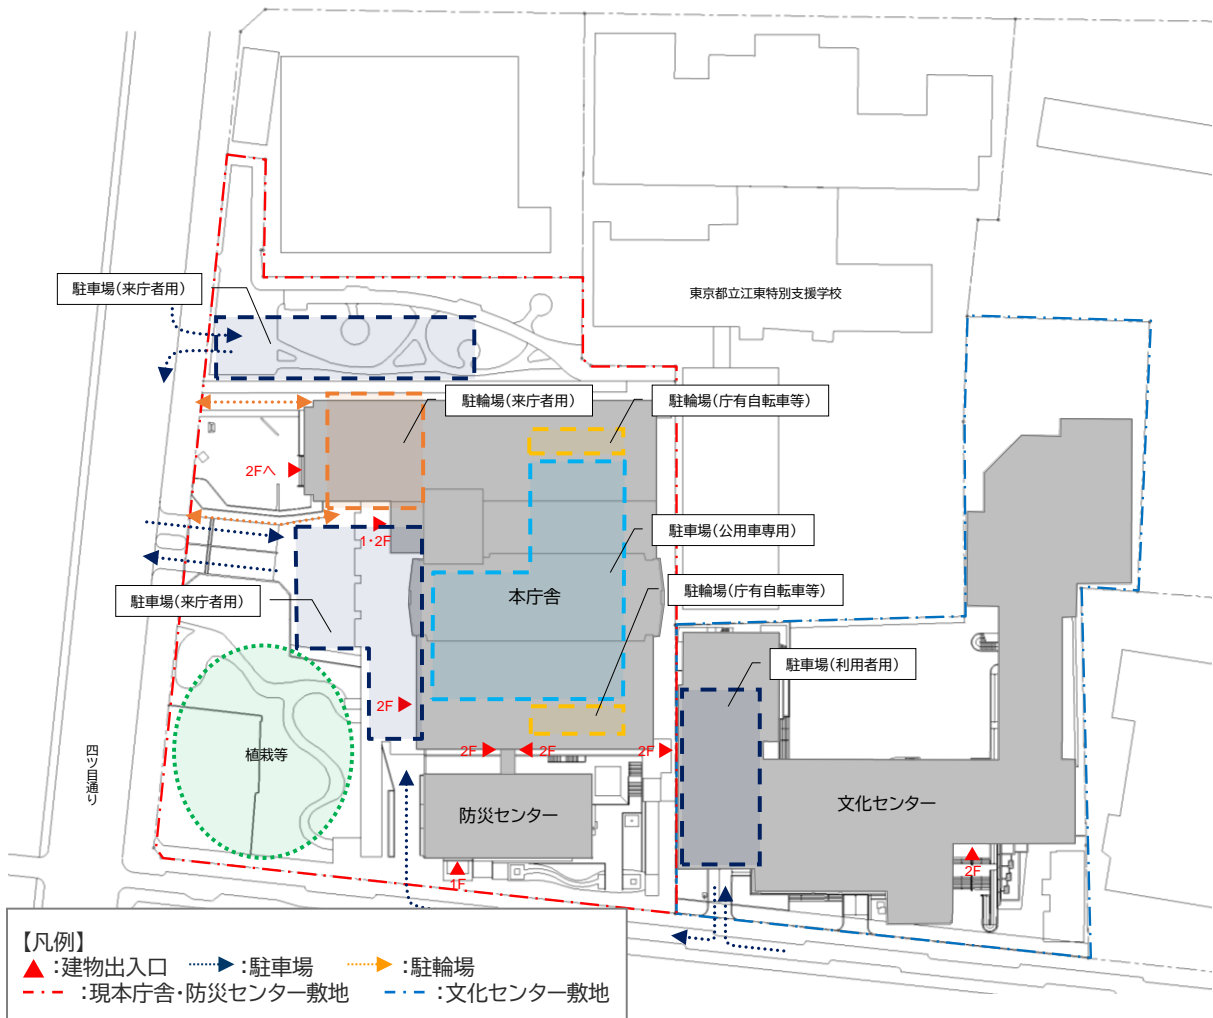 駐車場(来庁者用)
東京都立江東特別支援学校
駐輪場(来庁者用)
駐輪場(庁有自転車等)
2Fへ
1・2F
駐車場(公用車専用)
駐車場(来庁者用)
本庁舎
駐輪場(庁有自転車等)
駐車場(利用者用)
2F
四ツ目通り
植栽等
2F
2F
2F
防災センター
文化センター
1F
2F
【凡例】
:建物出入口
:駐車場
:駐輪場
:現本庁舎・防災センター敷地
:文化センター敷地